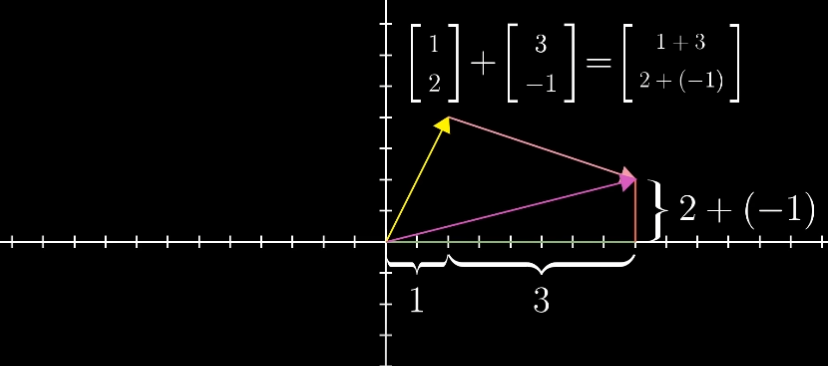 [1 2] + [3 -1] = [1 + 3 2 + (-1)]
2 + (-1)
1 3